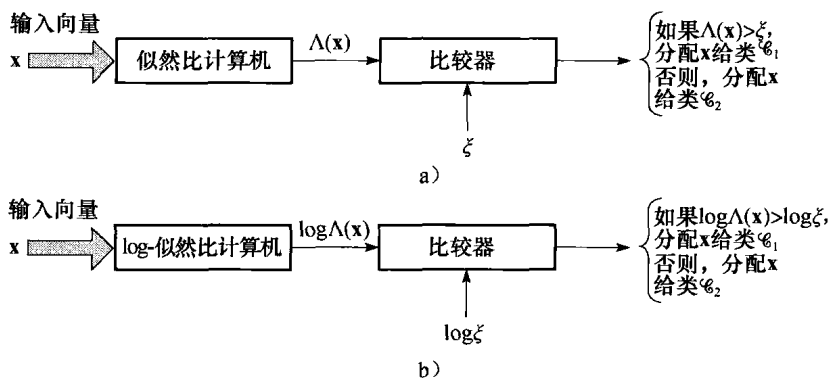 输入向量
x
似然比计算机
Λ(x)
比较器
ξ
如果Λ(x)>ξ,
分配x给类𝒞₁
否则，分配x
给类𝒞₂
a）
输入向量
x
log-似然比计算机
logΛ(x)
比较器
logξ
如果logΛ(x)>logξ,
分配x给类𝒞₁
否则，分配x
给类𝒞₂
b）